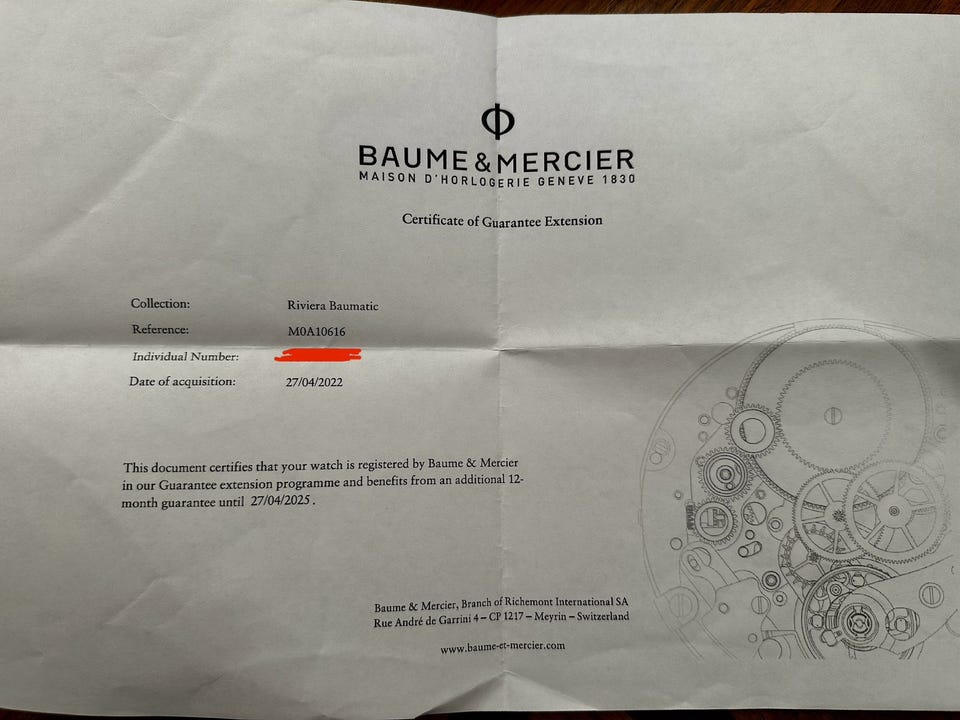 BAUME & MERCIER
MAISON D'HORLOGERIE GENEVE 1830
Certificate of Guarantee Extension
Collection: Riviera Baumatic
Reference: M0A10616
Individual Number:
Date of acquisition: 27/04/2022
This document certifies that your watch is registered by Baume & Mercier
in our Guarantee extension programme and benefits from an additional 12-
month guarantee until 27/04/2025 .
Baume & Mercier, Branch of Richemont International SA
Rue André de Garrini 4 – CP 1217 – Meyrin – Switzerland
www.baume-et-mercier.com